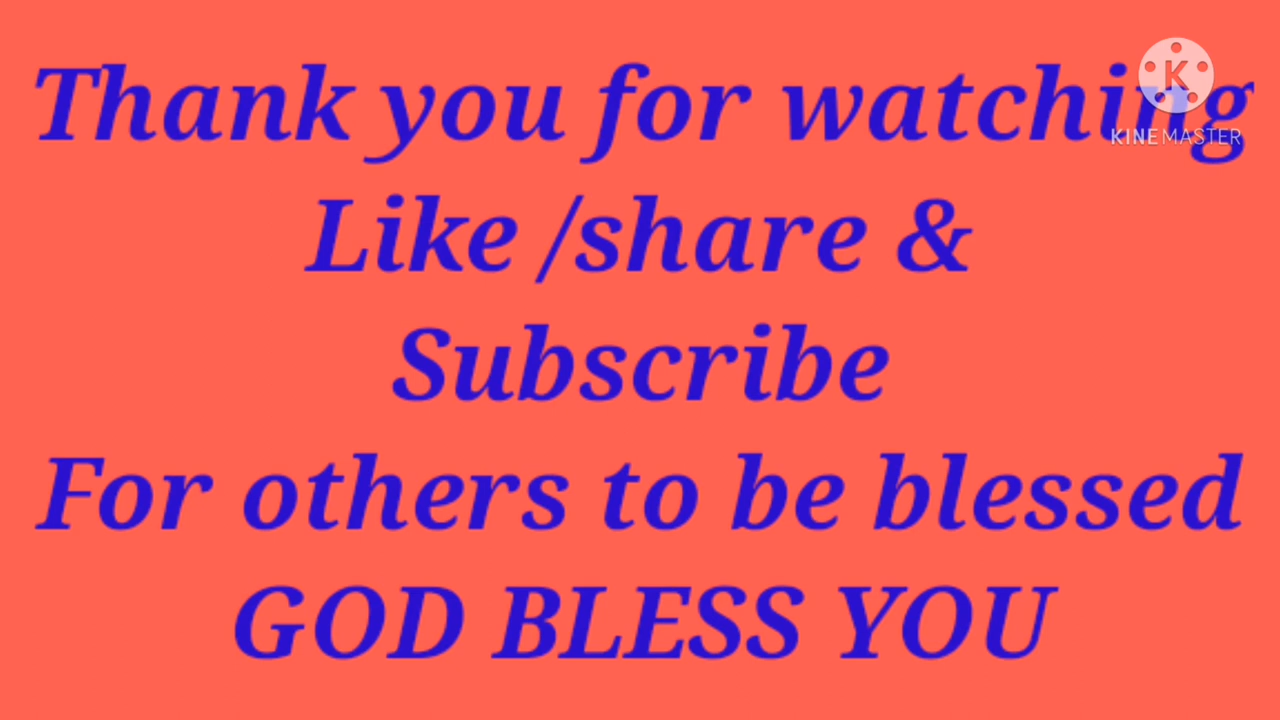 Thank you for watching
Like /share &
Subscribe
For others to be blessed
GOD BLESS YOU
K
KINEMASTER